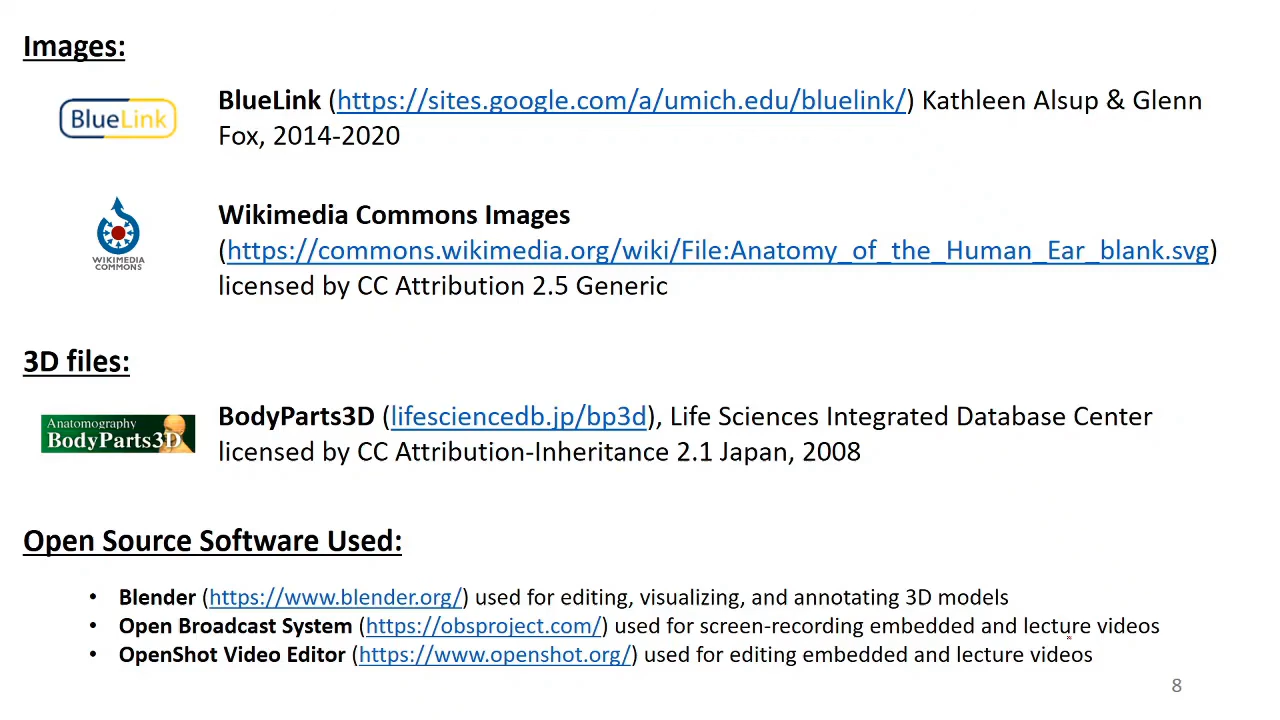 Images:
BlueLink
BlueLink (https://sites.google.com/a/umich.edu/bluelink/) Kathleen Alsup & Glenn
Fox, 2014-2020
WIKIMEDIA
COMMONS
Wikimedia Commons Images
(https://commons.wikimedia.org/wiki/File:Anatomy_of_the_Human_Ear_blank.svg)
licensed by CC Attribution 2.5 Generic
3D files:
Anatomography
BodyParts3D
BodyParts3D (lifesciencedb.jp/bp3d), Life Sciences Integrated Database Center
licensed by CC Attribution-Inheritance 2.1 Japan, 2008
Open Source Software Used:
• Blender (https://www.blender.org/) used for editing, visualizing, and annotating 3D models
• Open Broadcast System (https://obsproject.com/) used for screen-recording embedded and lecture videos
• OpenShot Video Editor (https://www.openshot.org/) used for editing embedded and lecture videos
8